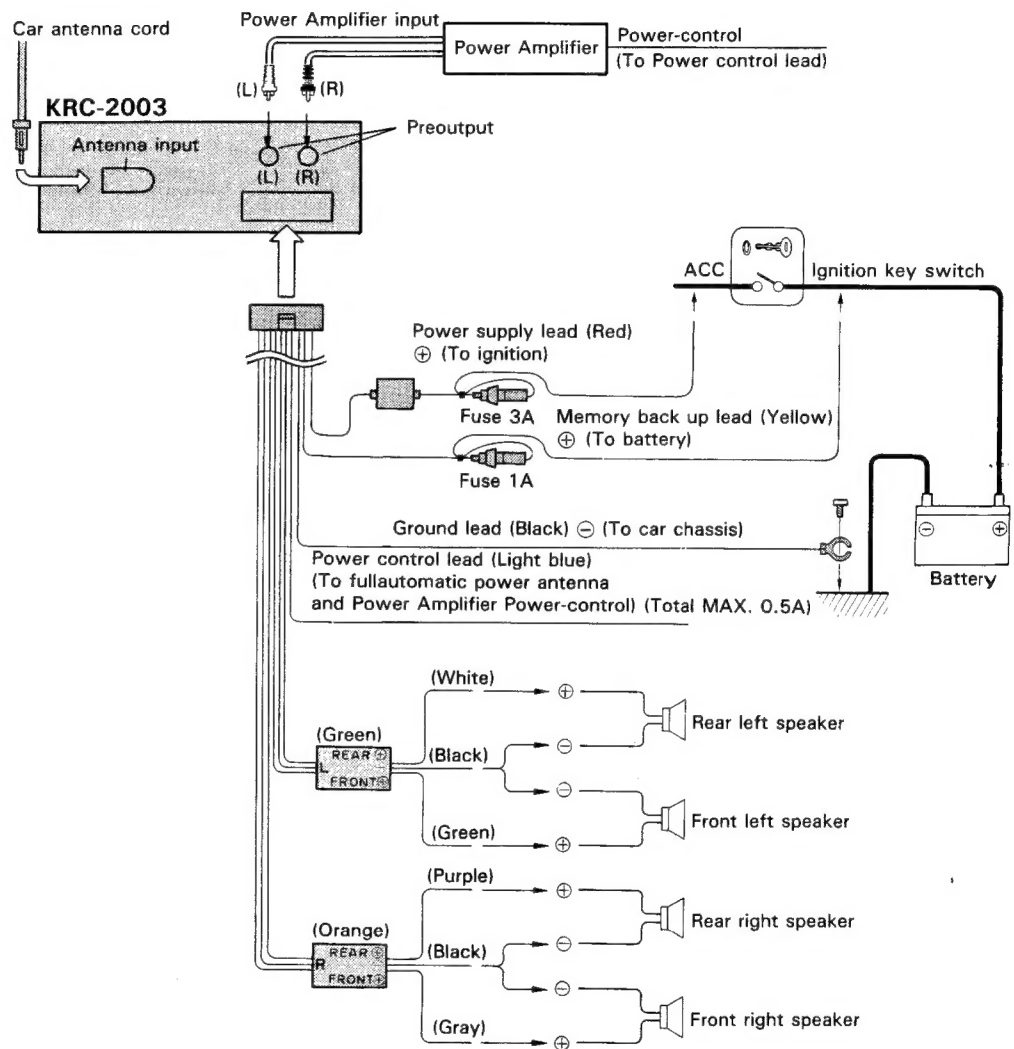 Car antenna cord
Power Amplifier input
Power Amplifier
Power-control
(To Power control lead)
(L)
(R)
KRC-2003
Preoutput
Antenna input
(L)
(R)
ACC
Ignition key switch
Power supply lead (Red)
⊕ (To ignition)
Fuse 3A
Memory back up lead (Yellow)
⊕ (To battery)
Fuse 1A
Ground lead (Black) ⊖ (To car chassis)
⊖ ⊕
Battery
Power control lead (Light blue)
(To fullautomatic power antenna
and Power Amplifier Power-control) (Total MAX. 0.5A)
(White)
⊕
Rear left speaker
(Green)
REAR ⊕
L
FRONT ⊕
(Black)
⊖
⊖
Front left speaker
(Green)
⊕
(Purple)
⊕
Rear right speaker
(Orange)
REAR ⊕
R
FRONT ⊕
(Black)
⊖
⊖
Front right speaker
(Gray)
⊕